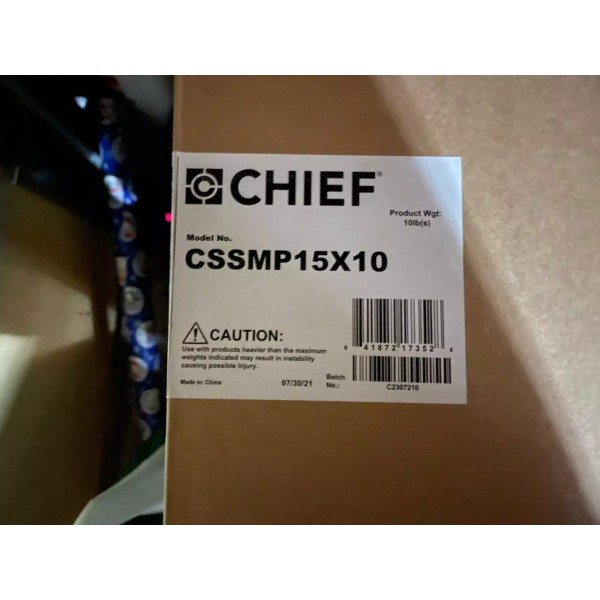 CHIEF®
Product Wgt:
10lb(s)
Model No.
CSSMP15X10
CAUTION:
Use with products heavier than the maximum
weights indicated may result in instability
causing possible injury.
8 41872 17352 6
Made in: China
07/30/21
Batch
No.:
C2307210